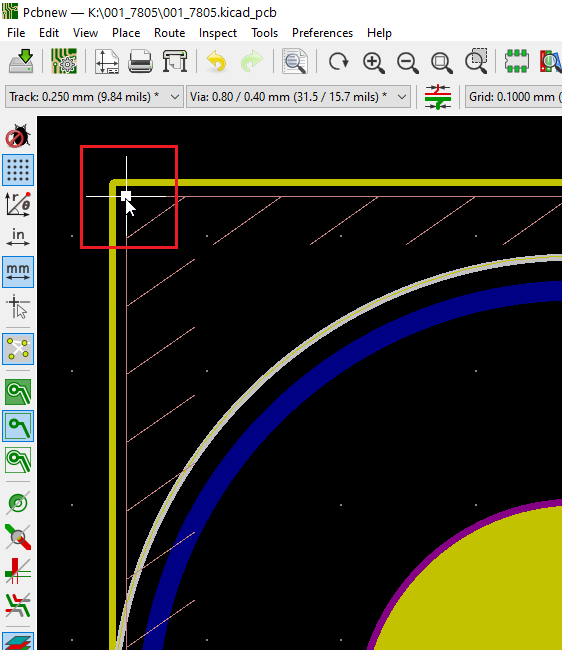 Pcbnew — K:\001_7805\001_7805.kicad_pcb
File View Place Route Inspect Tools Preferences Help
Track: 0.250 mm (9.84 mils) * Via: 0.80 / 0.40 mm (31.5 / 15.7 mils) * Grid: 0.1000 mm (
r θ
in
mm